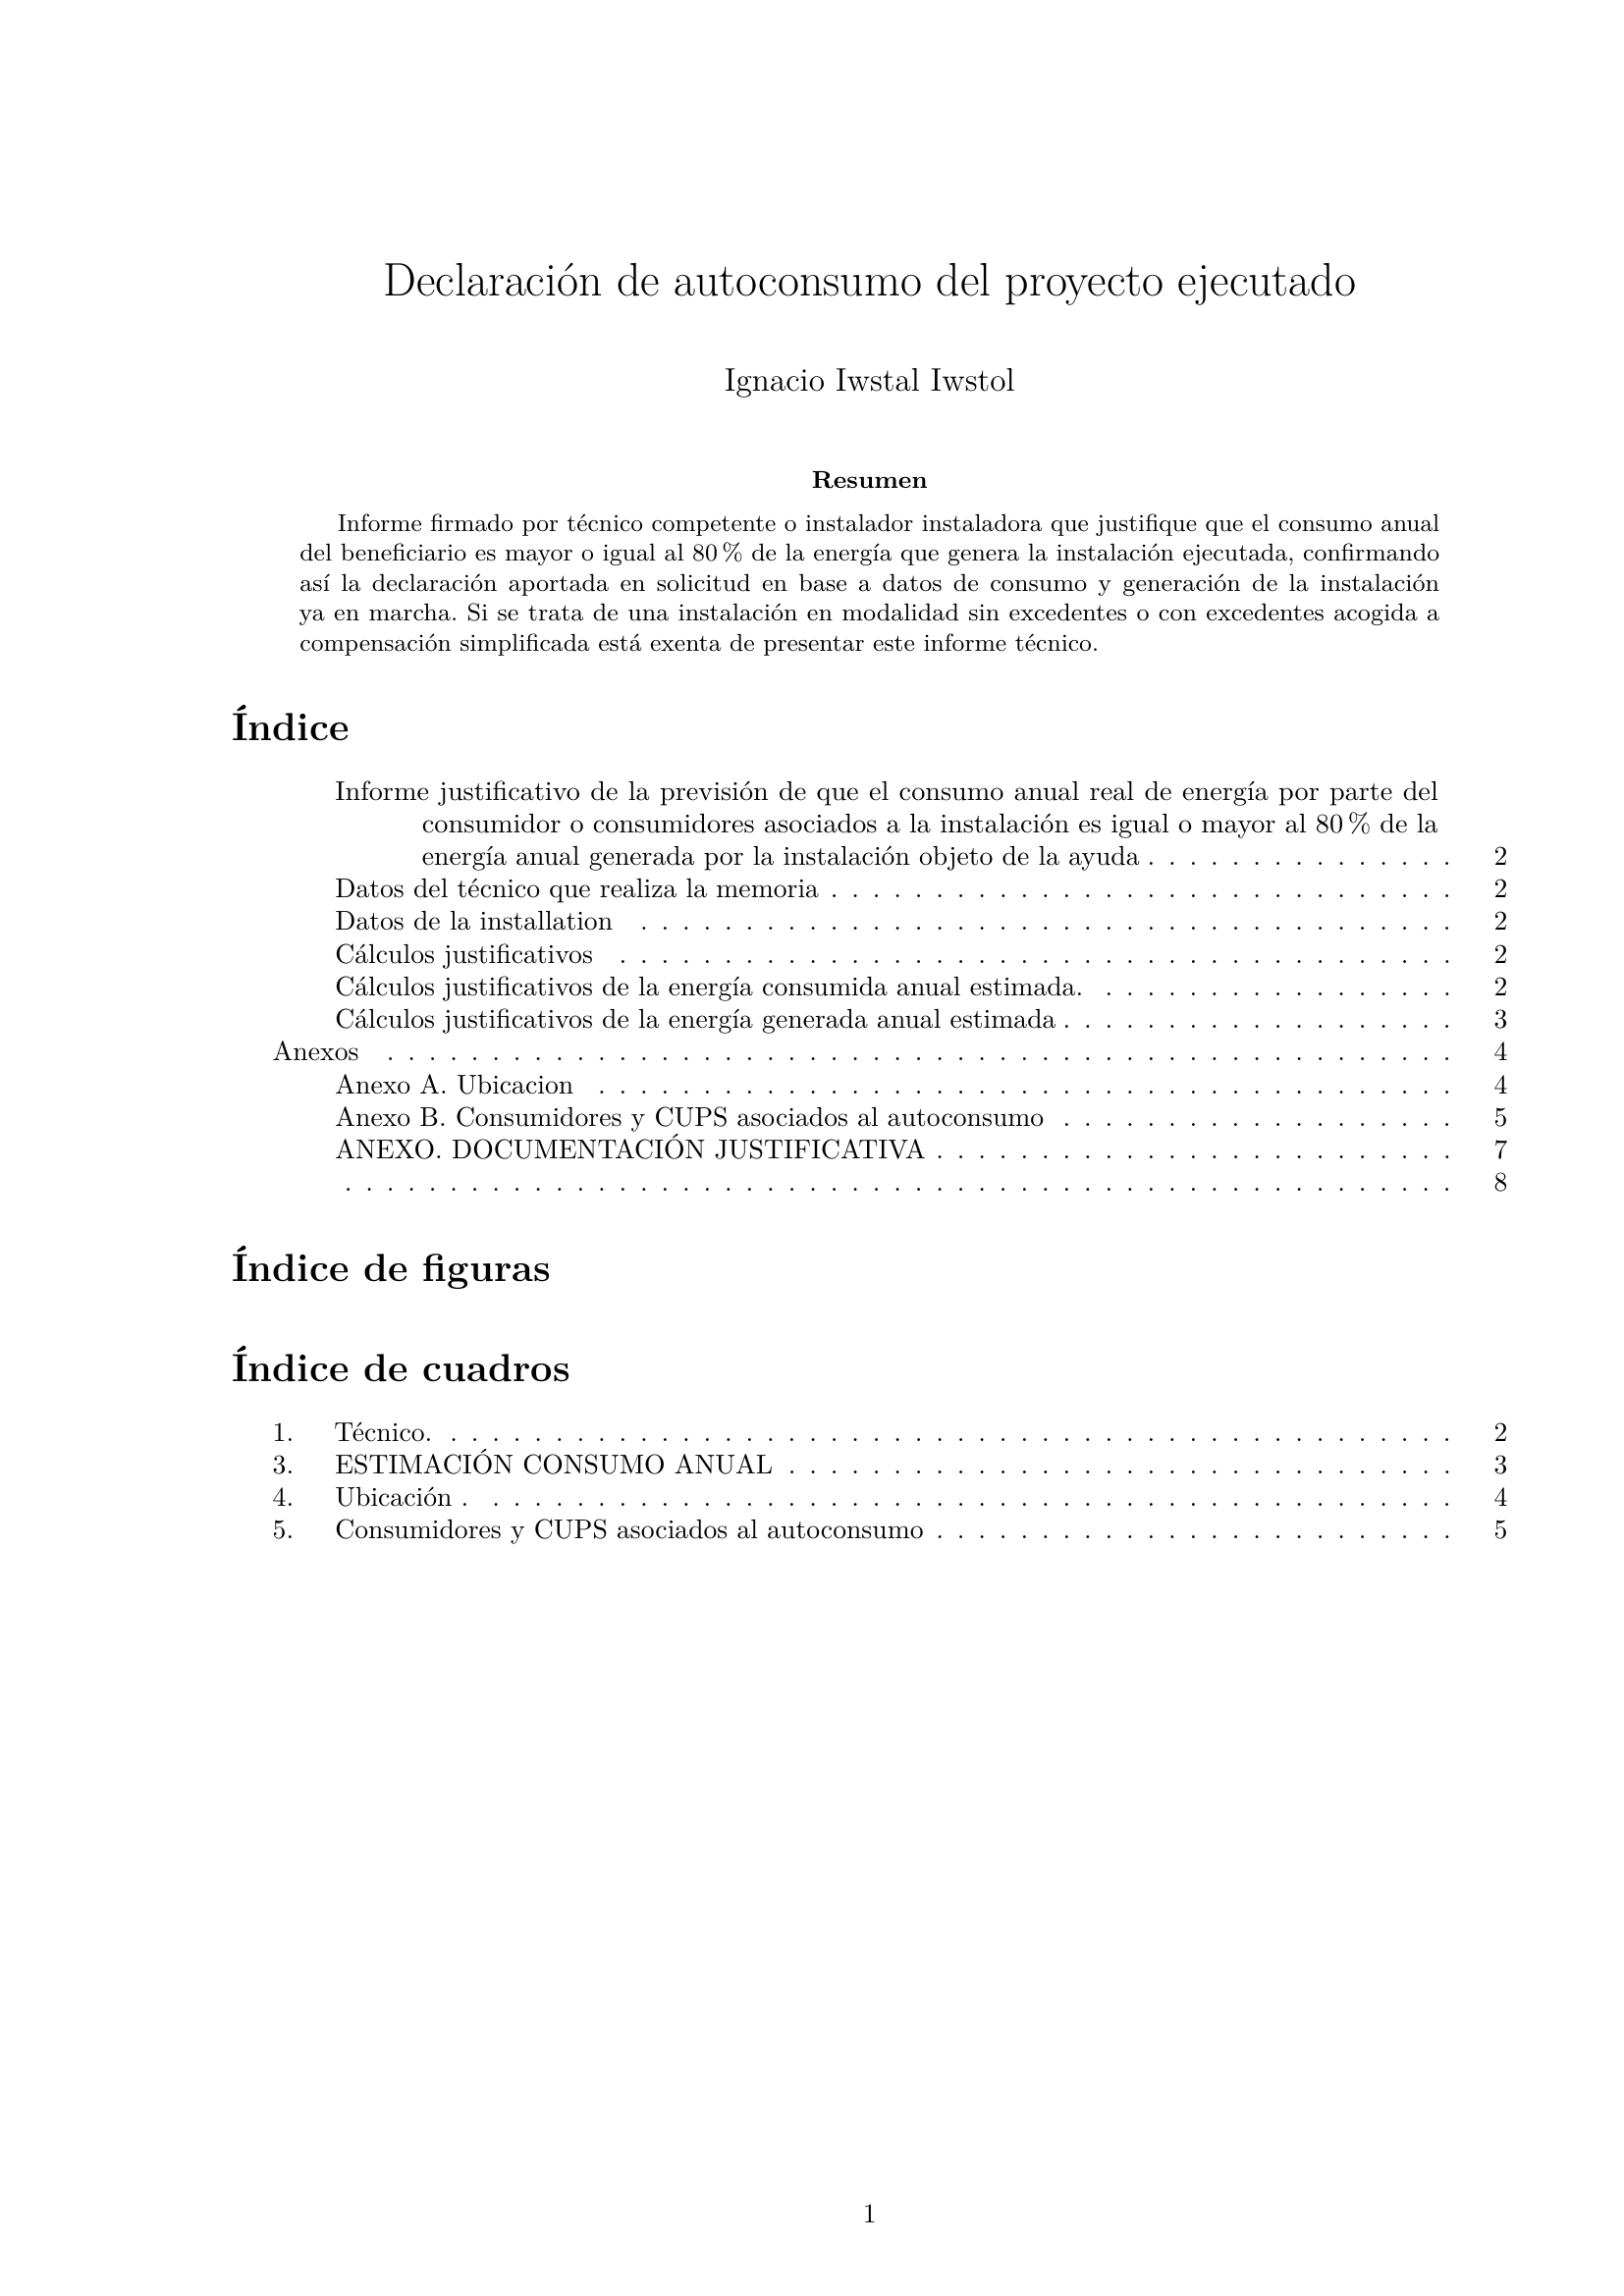 Declaración de autoconsumo del proyecto ejecutado
Ignacio Iwstal Iwstol
Resumen
Informe firmado por técnico competente o instalador instaladora que justifique que el consumo anual
del beneficiario es mayor o igual al 80 % de la energía que genera la instalación ejecutada, confirmando
así la declaración aportada en solicitud en base a datos de consumo y generación de la instalación
ya en marcha. Si se trata de una instalación en modalidad sin excedentes o con excedentes acogida a
compensación simplificada está exenta de presentar este informe técnico.
Índice
Informe justificativo de la previsión de que el consumo anual real de energía por parte del
consumidor o consumidores asociados a la instalación es igual o mayor al 80 % de la
energía anual generada por la instalación objeto de la ayuda . . . . . . . . . . . . . . . 2
Datos del técnico que realiza la memoria . . . . . . . . . . . . . . . . . . . . . . . . . . . . . . 2
Datos de la installation . . . . . . . . . . . . . . . . . . . . . . . . . . . . . . . . . . . . . . . 2
Cálculos justificativos . . . . . . . . . . . . . . . . . . . . . . . . . . . . . . . . . . . . . . . . 2
Cálculos justificativos de la energía consumida anual estimada. . . . . . . . . . . . . . . . . . 2
Cálculos justificativos de la energía generada anual estimada . . . . . . . . . . . . . . . . . . . 3
Anexos . . . . . . . . . . . . . . . . . . . . . . . . . . . . . . . . . . . . . . . . . . . . . . . . . . . 4
Anexo A. Ubicacion . . . . . . . . . . . . . . . . . . . . . . . . . . . . . . . . . . . . . . . . . 4
Anexo B. Consumidores y CUPS asociados al autoconsumo . . . . . . . . . . . . . . . . . . . 5
ANEXO. DOCUMENTACIÓN JUSTIFICATIVA . . . . . . . . . . . . . . . . . . . . . . . . . 7
. . . . . . . . . . . . . . . . . . . . . . . . . . . . . . . . . . . . . . . . . . . . . . . . . . . . . 8
Índice de figuras
Índice de cuadros
1. Técnico. . . . . . . . . . . . . . . . . . . . . . . . . . . . . . . . . . . . . . . . . . . . . . . . . 2
3. ESTIMACIÓN CONSUMO ANUAL . . . . . . . . . . . . . . . . . . . . . . . . . . . . . . . . 3
4. Ubicación . . . . . . . . . . . . . . . . . . . . . . . . . . . . . . . . . . . . . . . . . . . . . . . 4
5. Consumidores y CUPS asociados al autoconsumo . . . . . . . . . . . . . . . . . . . . . . . . . 5
1